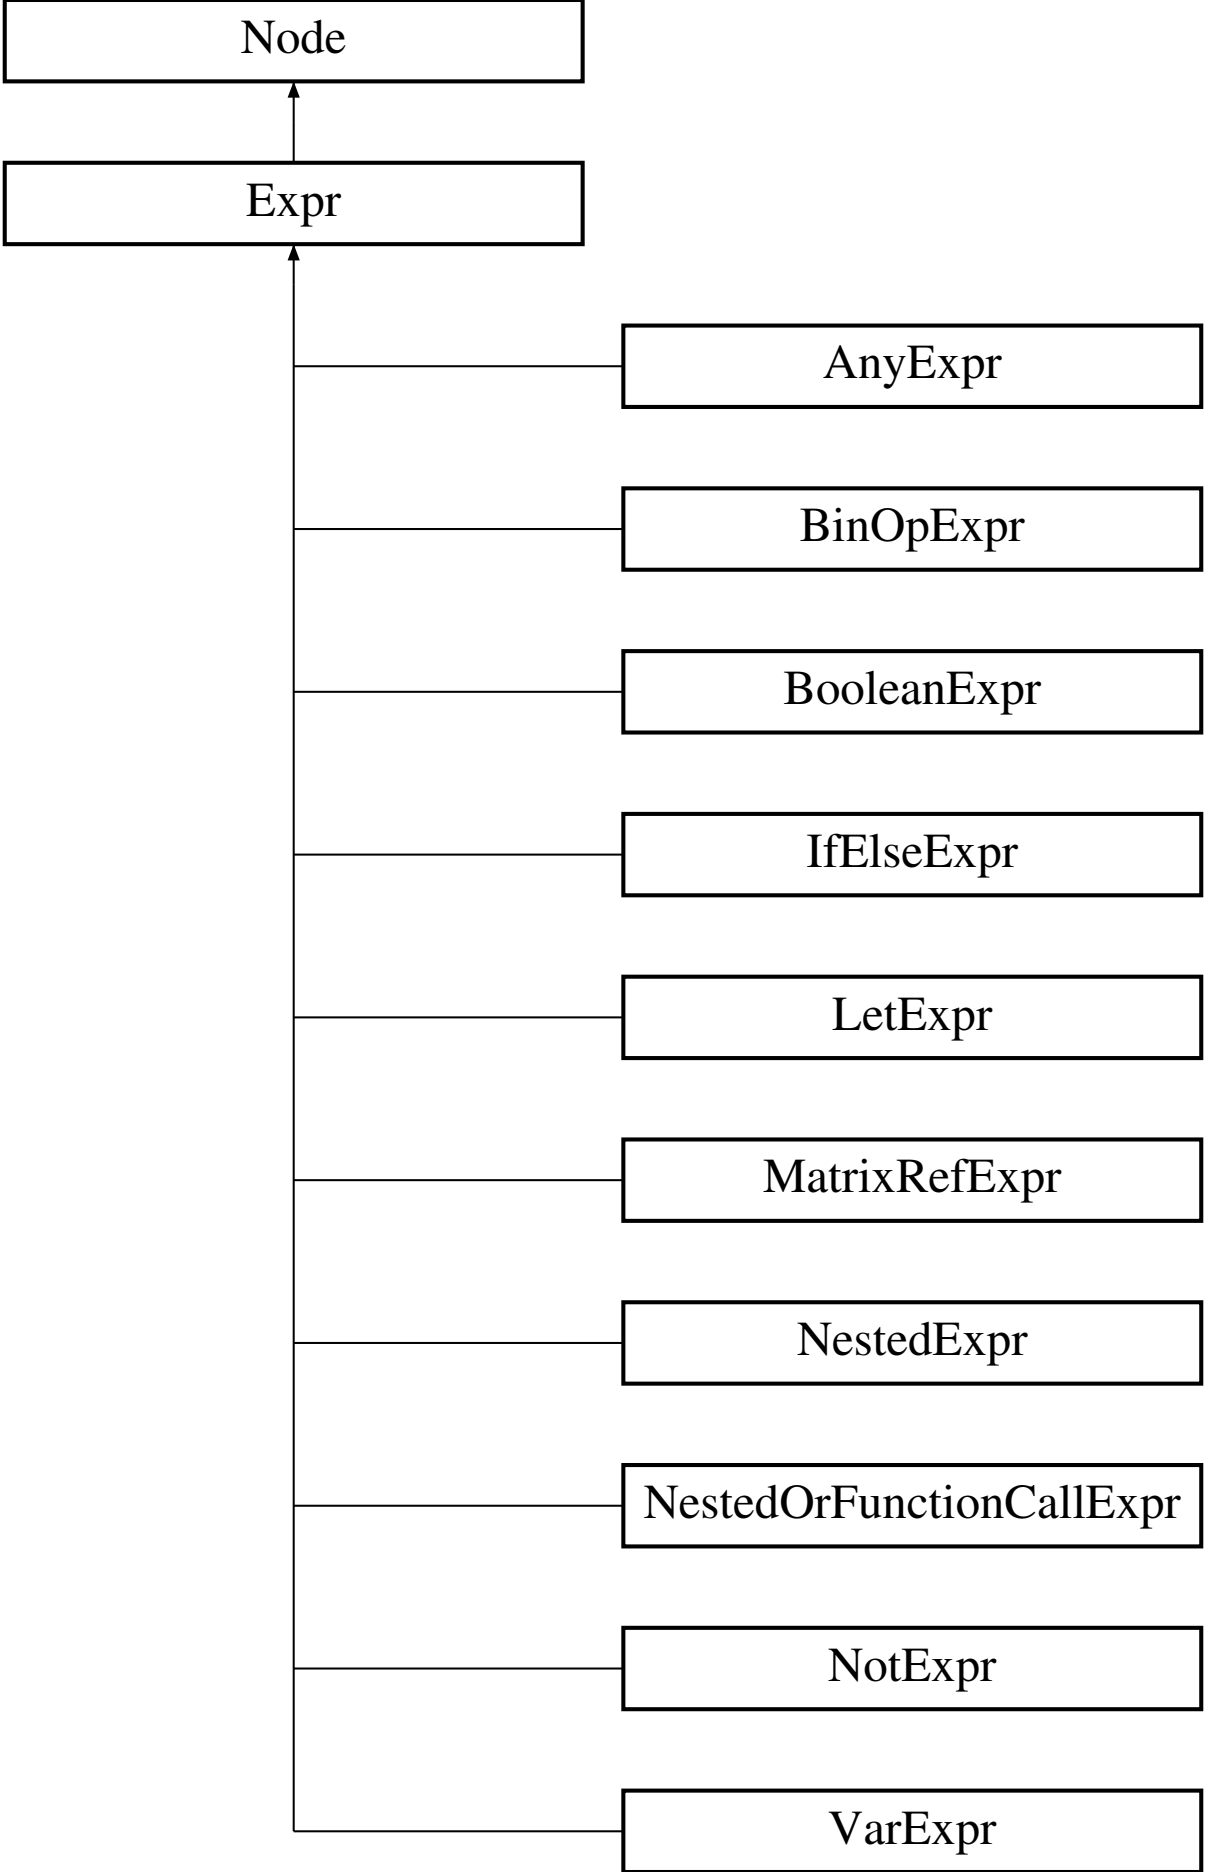 Node
Expr
AnyExpr
BinOpExpr
BooleanExpr
IfElseExpr
LetExpr
MatrixRefExpr
NestedExpr
NestedOrFunctionCallExpr
NotExpr
VarExpr